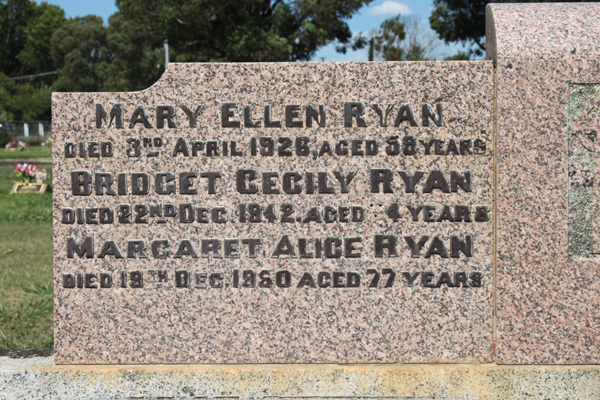 MARY ELLEN RYAN
DIED 3RD APRIL 1926, AGED 58 YEARS
BRIDGET CECILY RYAN
DIED 22ND DEC. 1942. AGED 4 YEARS
MARGARET ALICE RYAN
DIED 19TH DEC. 1950 AGED 77 YEARS